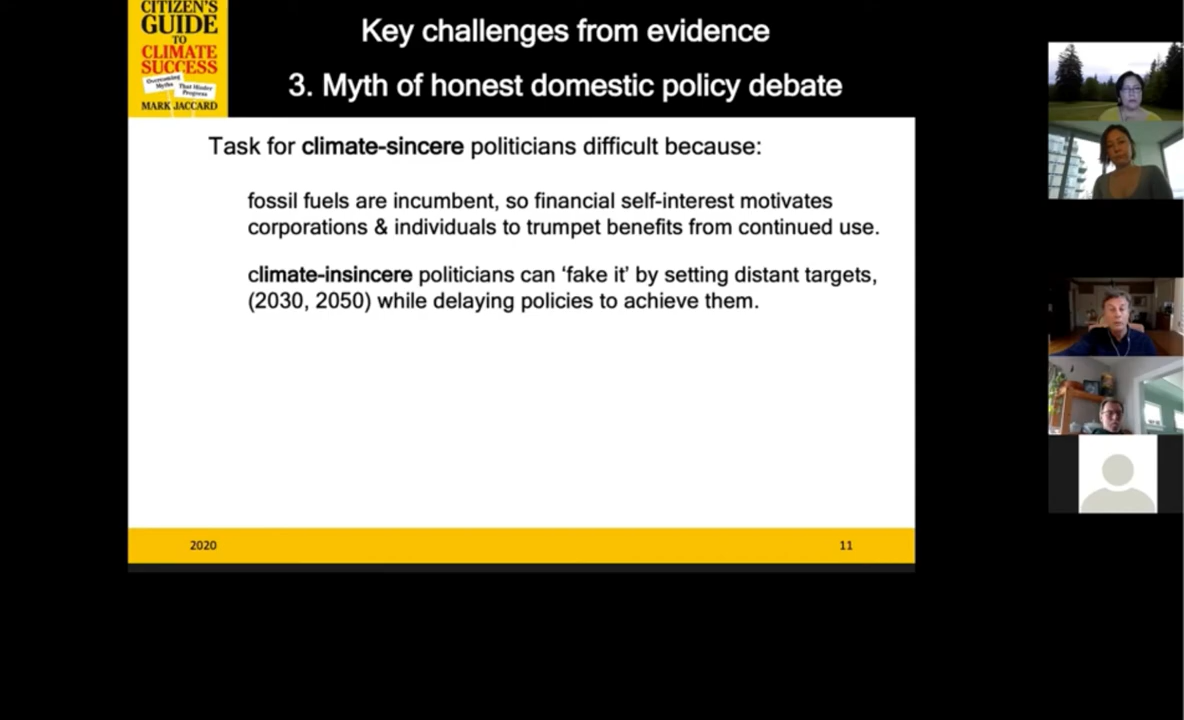 CITIZEN'S
GUIDE
TO
CLIMATE
SUCCESS
Overcoming
Myths That Hinder
Progress
MARK JACCARD
Key challenges from evidence
3. Myth of honest domestic policy debate
Task for climate-sincere politicians difficult because:
fossil fuels are incumbent, so financial self-interest motivates
corporations & individuals to trumpet benefits from continued use.
climate-insincere politicians can ‘fake it’ by setting distant targets,
(2030, 2050) while delaying policies to achieve them.
2020
11